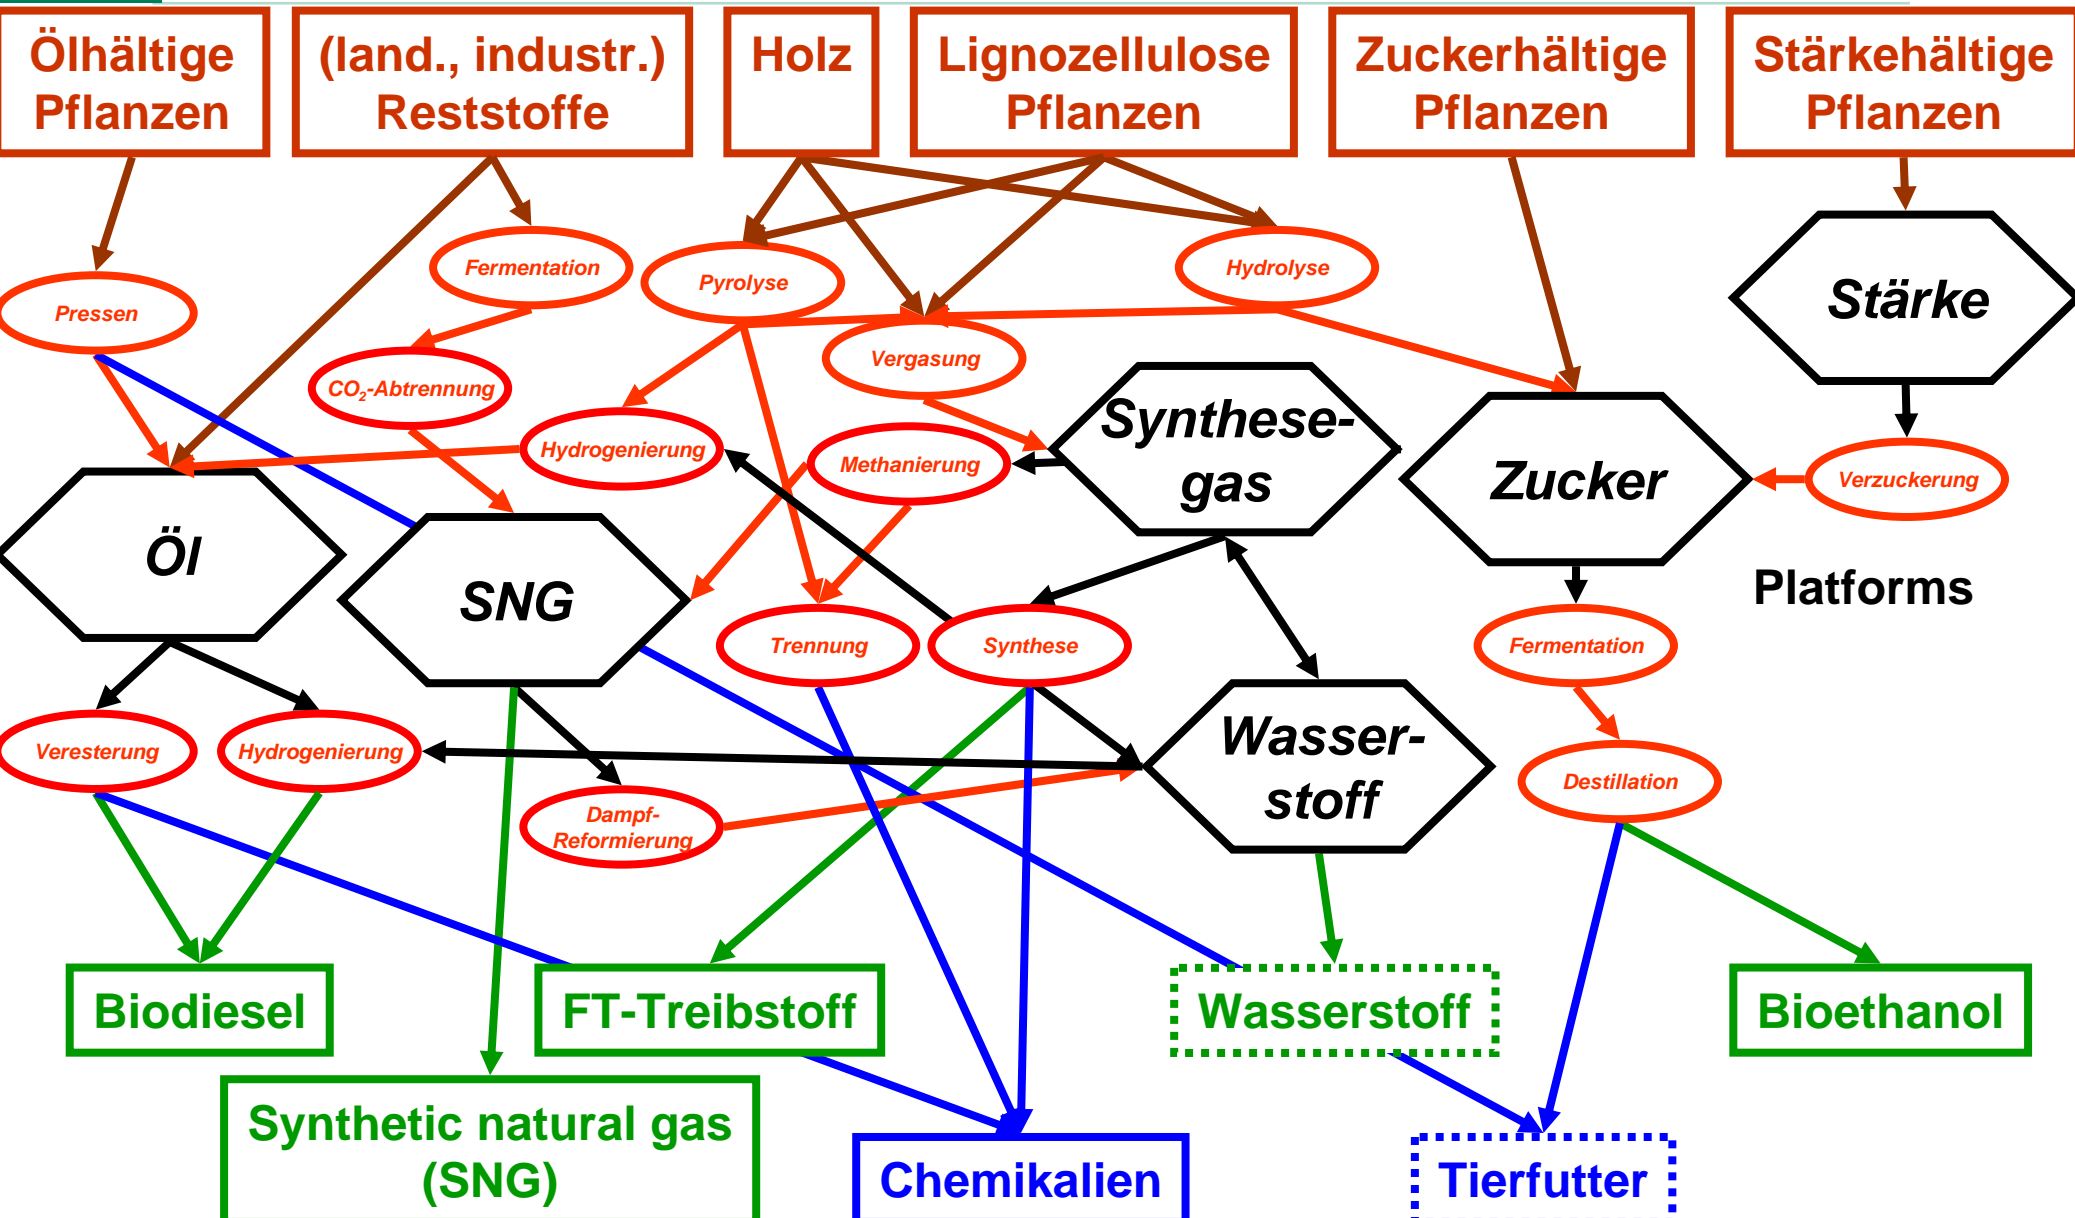 Ölhältige
Pflanzen
(land., industr.)
Reststoffe
Holz
Lignozellulose
Pflanzen
Zuckerhältige
Pflanzen
Stärkehältige
Pflanzen
Fermentation
Pyrolyse
Hydrolyse
Pressen
Stärke
Vergasung
CO₂-Abtrennung
Hydrogenierung
Methanierung
Synthese-
gas
Zucker
Verzuckerung
Öl
SNG
Platforms
Trennung
Synthese
Fermentation
Veresterung
Hydrogenierung
Wasser-
stoff
Dampf-
Reformierung
Destillation
Biodiesel
FT-Treibstoff
Wasserstoff
Bioethanol
Synthetic natural gas
(SNG)
Chemikalien
Tierfutter